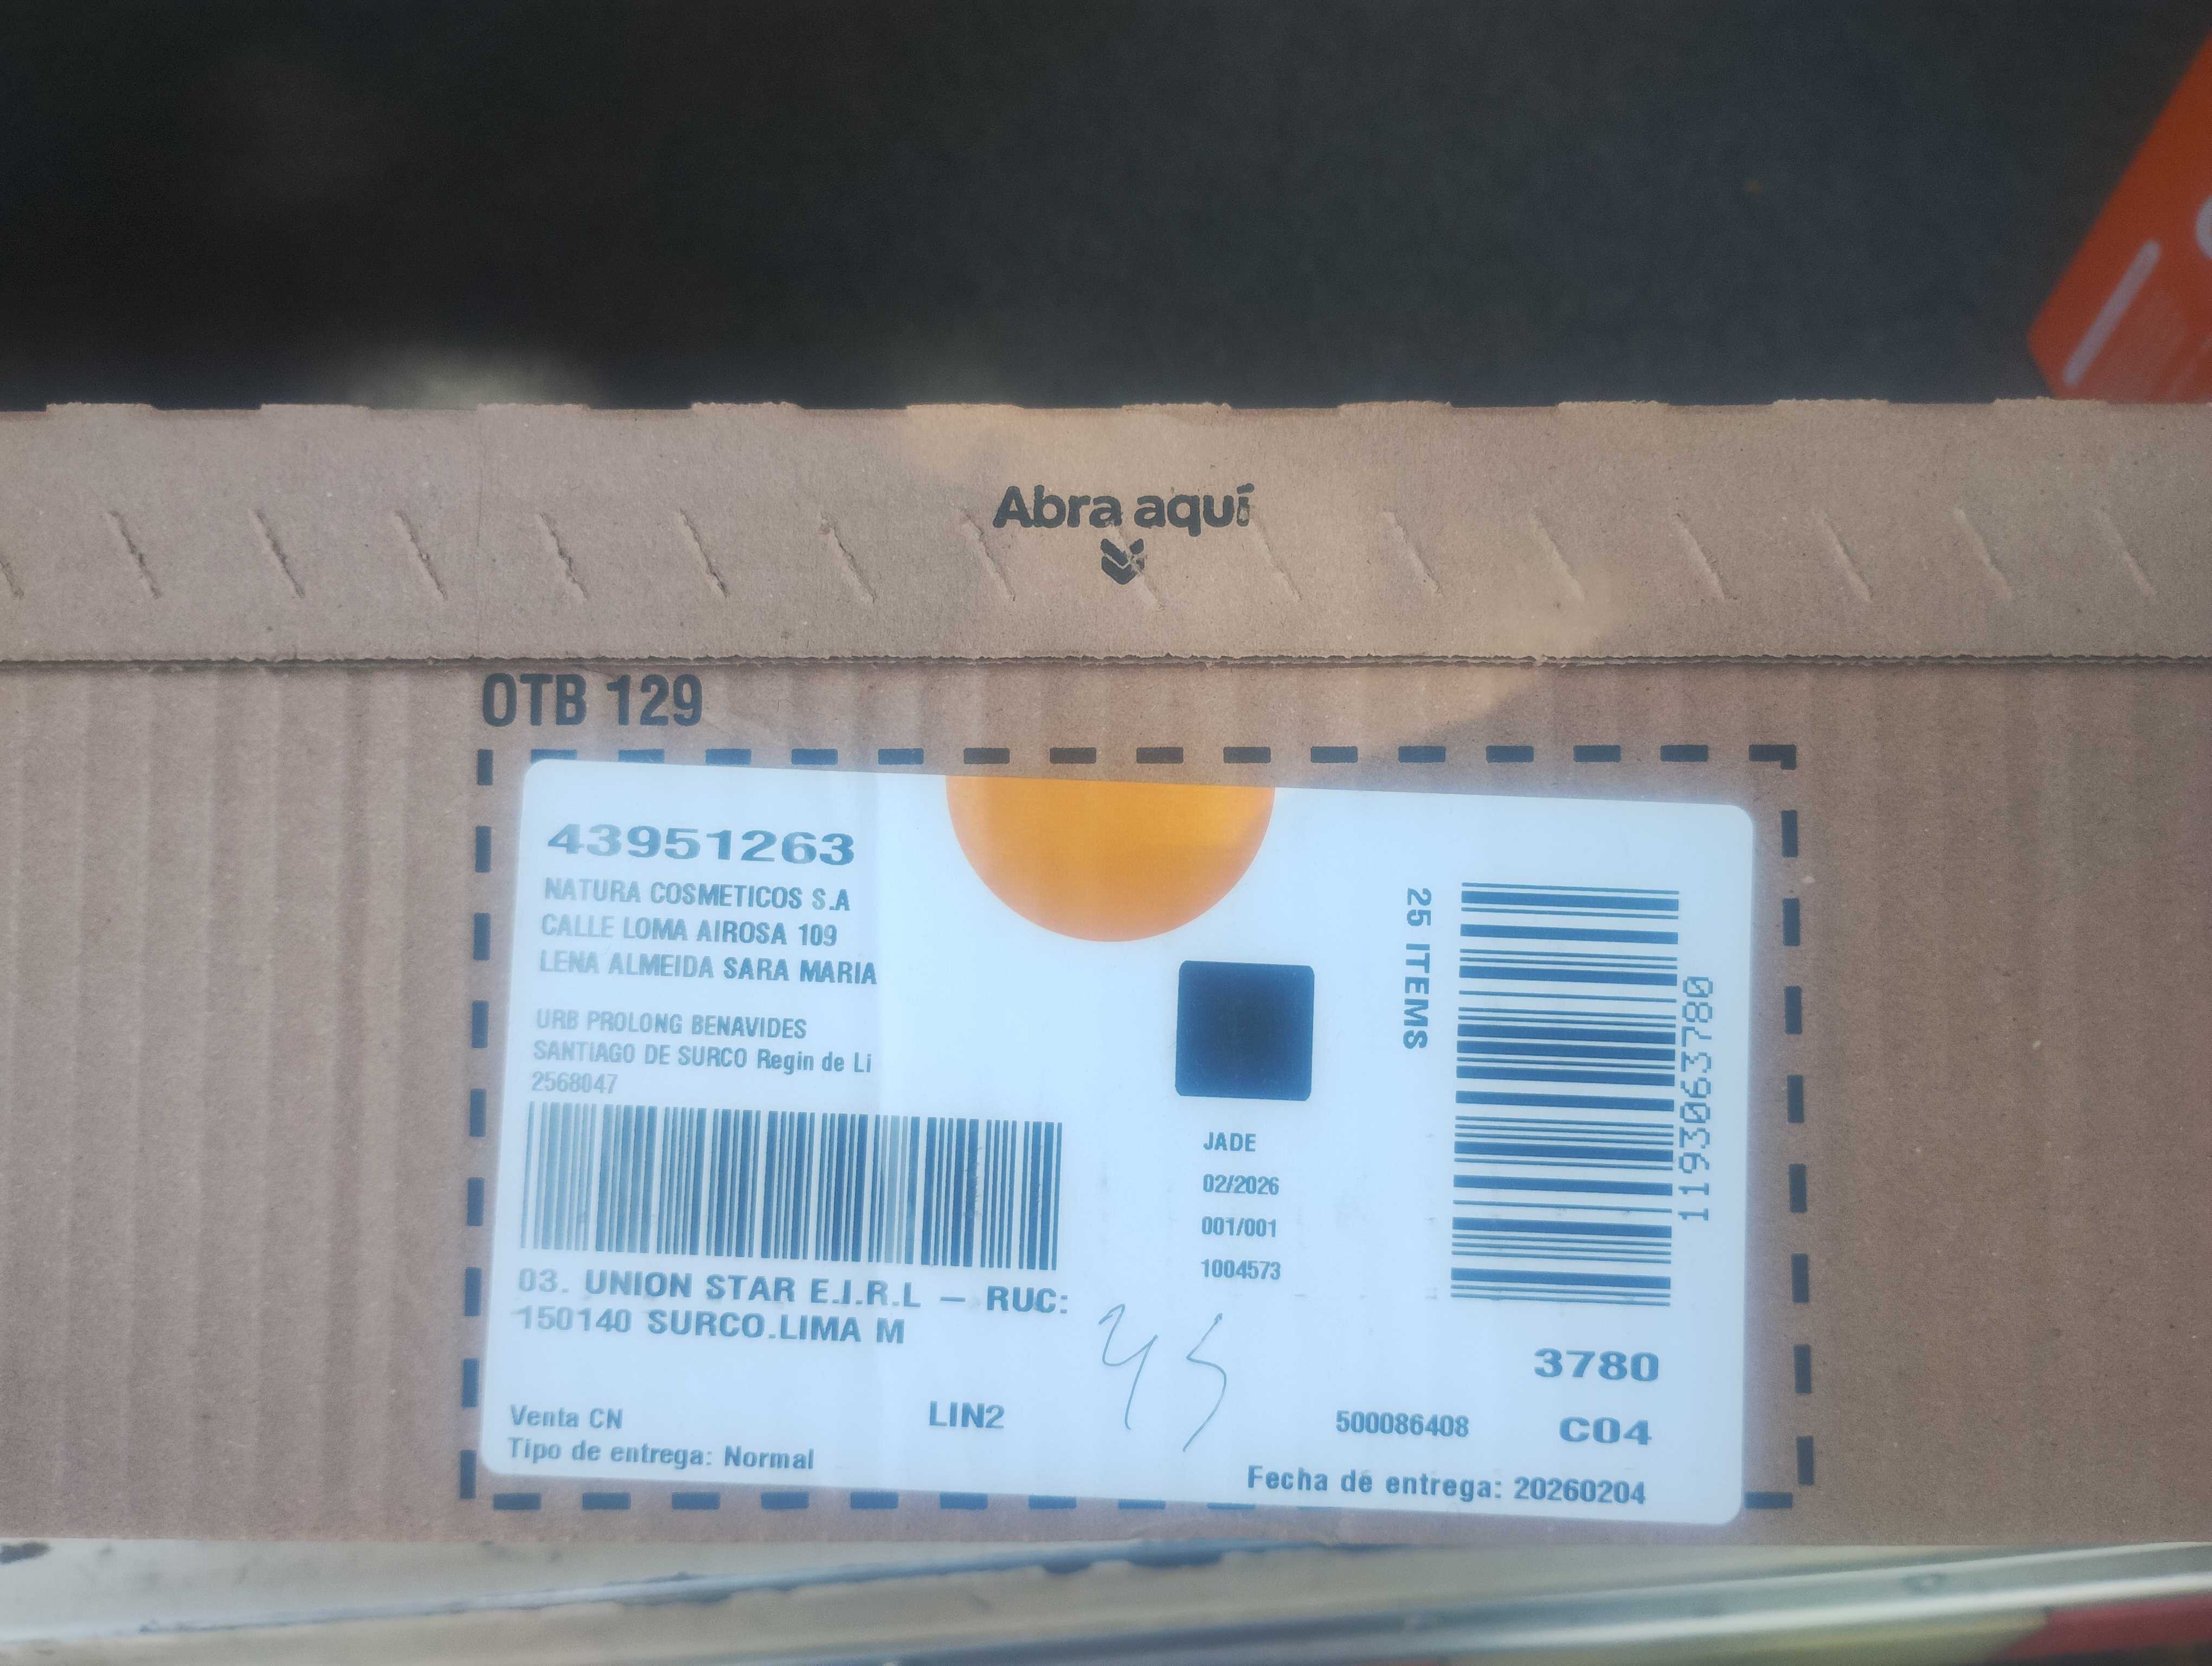 Abra aquí
OTB 129
43951263
NATURA COSMETICOS S.A
CALLE LOMA AIROSA 109
LENA ALMEIDA SARA MARIA
URB PROLONG BENAVIDES
SANTIAGO DE SURCO Regin de Li
2568047
03. UNION STAR E.I.R.L — RUC:
150140 SURCO.LIMA M
Venta CN
Tipo de entrega: Normal
LIN2
JADE
02/2026
001/001
1004573
45
25 ITEMS
1193063780
3780
500086408
C04
Fecha de entrega: 20260204